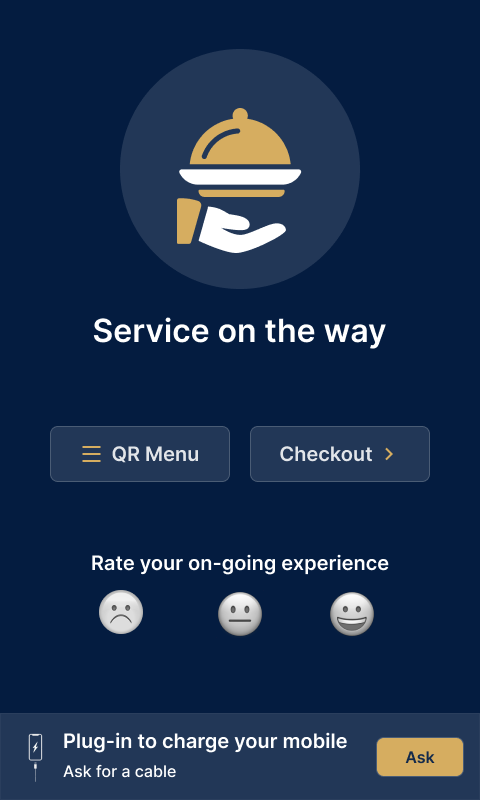 Service on the way
QR Menu
Checkout
Rate your on-going experience
Plug-in to charge your mobile
Ask for a cable
Ask